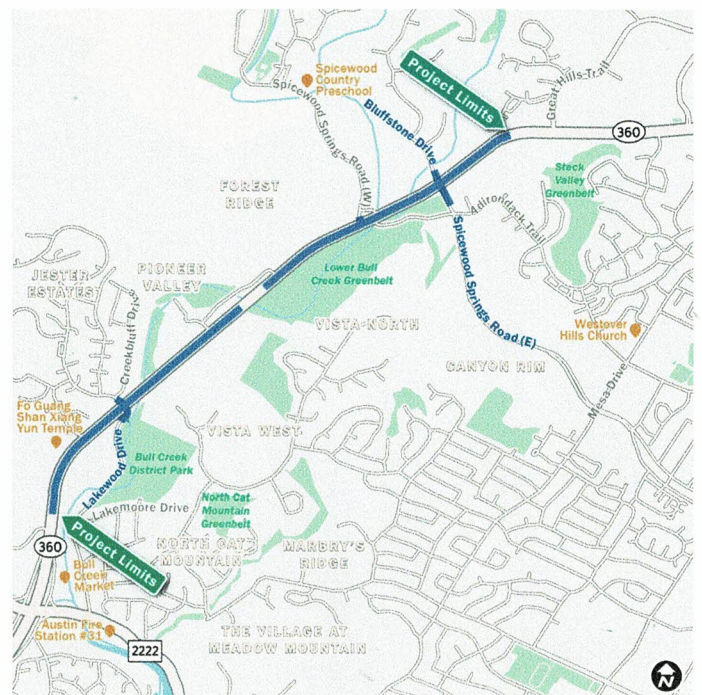 Spicewood
Country
Preschool
Project Limits
Great Hills Trail
360
Spicewood Springs Road (W)
Bluffstone Drive
Steck
Valley
Greenbelt
FOREST
RIDGE
Adirondack Trail
JESTER
ESTATES
PIONEER
VALLEY
Lower Bull
Creek Greenbelt
Spicewood Springs Road (E)
VISTA NORTH
Westover
Hills Church
Creekbluff Drive
CANYON RIM
Mesa Drive
Fo Guang
Shan Xiang
Yun Temple
VISTA WEST
Bull Creek
District Park
Lakewood Drive
Lakemoore Drive
North Cat
Mountain
Greenbelt
Project Limits
360
NORTH CAT
MOUNTAIN
MARBRY'S
RIDGE
Bull
Creek
Market
Austin Fire
Station #31
2222
THE VILLAGE AT
MEADOW MOUNTAIN
N